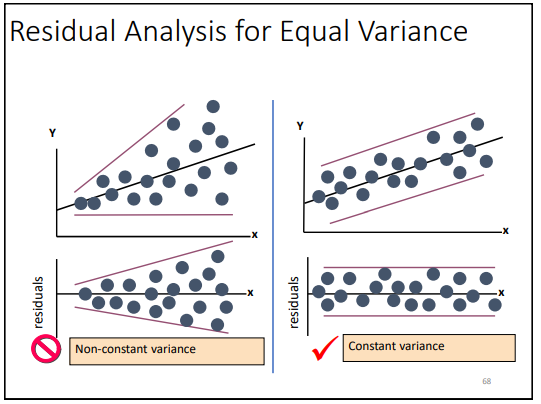 Residual Analysis for Equal Variance
Y
x
residuals
x
Non-constant variance
Y
x
residuals
x
Constant variance
68